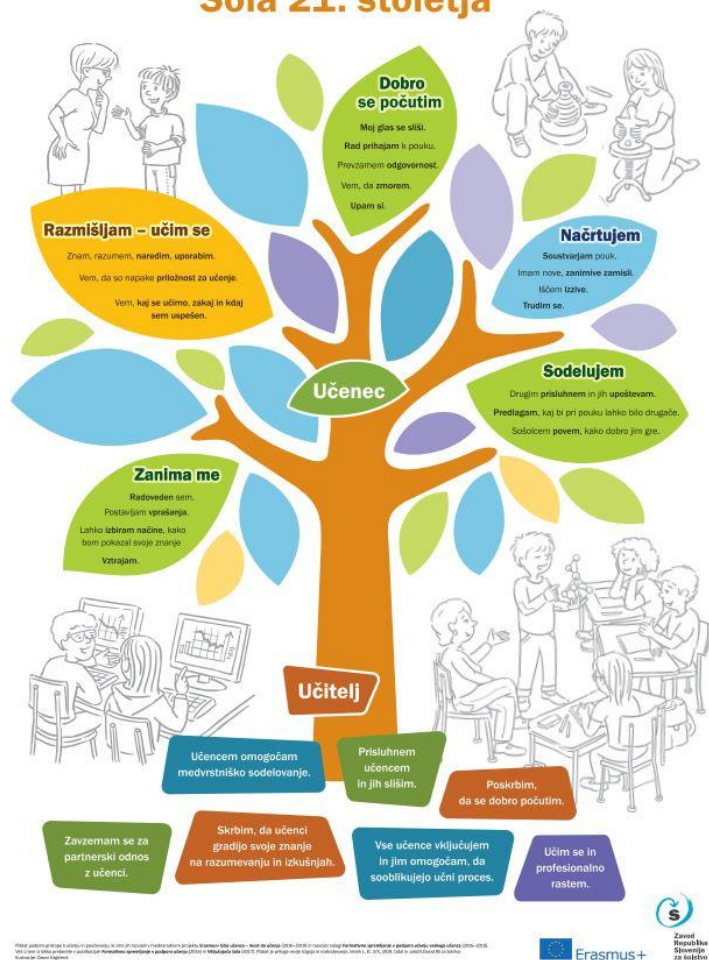 Šola 21. stoletja
Dobro
se počutim
Moj glas se sliši.
Rad prihajam k pouku.
Prevzamem odgovornost.
Vem, da zmorem.
Upam si.
Razmišljam – učim se
Znam, razumem, naredim, uporabim.
Vem, da so napake priložnost za učenje.
Vem, kaj se učimo, zakaj in kdaj
sem uspešen.
Načrtujem
Soustvarjam pouk.
Imam nove, zanimive zamisli.
Iščem izzive.
Trudim se.
Učenec
Sodelujem
Drugim prisluhnem in jih upoštevam.
Predlagam, kaj bi pri pouku lahko bilo drugače.
Sošolcem povem, kako dobro jim gre.
Zanima me
Radoveden sem.
Postavljam vprašanja.
Lahko izbiram načine, kako
bom pokazal svoje znanje
Vztrajam.
Učitelj
Učencem omogočam
medvrstniško sodelovanje.
Prisluhnem
učencem
in jih slišim.
Poskrbim,
da se dobro počutim.
Zavzemam se za
partnerski odnos
z učenci.
Skrbim, da učenci
gradijo svoje znanje
na razumevanju in izkušnjah.
Vse učence vključujem
in jim omogočam, da
sooblikujejo učni proces.
Učim se in
profesionalno
rastem.
Erasmus+
Š
Zavod
Republike
Slovenije
za šolstvo